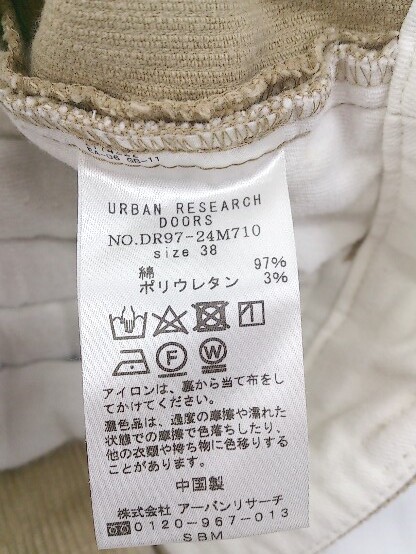 URBAN RESEARCH
DOORS
NO.DR97-24M710
size 38
綿 97%
ポリウレタン 3%
アイロンは、裏から当て布をし
てかけてください。
濃色品は、過度の摩擦や濡れた
状態での摩擦で色落ちしたり、
他の衣類や持ち物に色移りする
ことがあります。
中国製
株式会社 アーバンリサーチ
0120-967-013
SBM